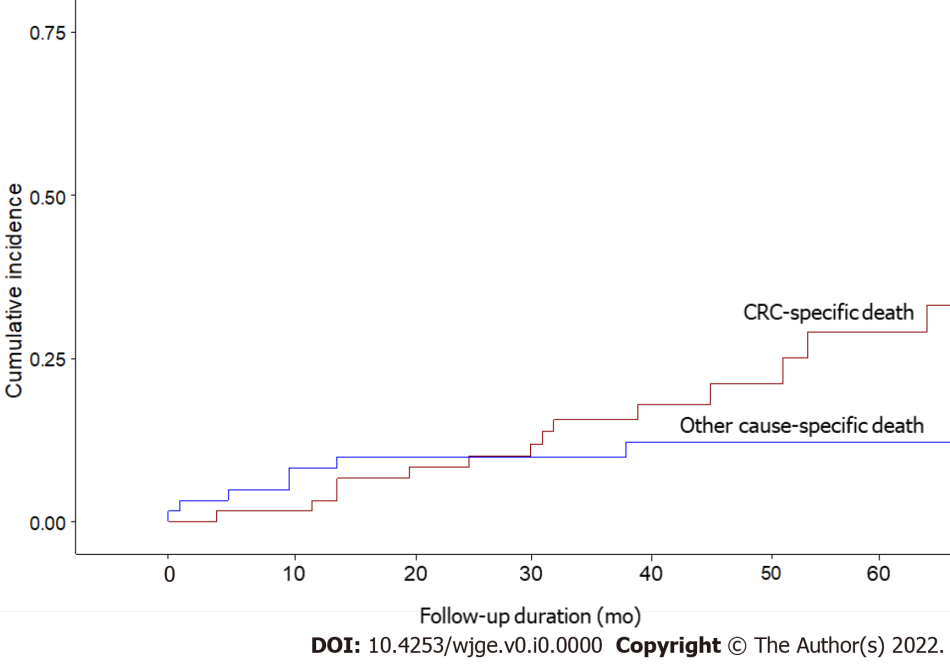 0.75
0.50
0.25
0.00
Cumulative incidence
CRC-specific death
Other cause-specific death
0 10 20 30 40 50 60
Follow-up duration (mo)
DOI: 10.4253/wjge.v0.i0.0000 Copyright © The Author(s) 2022.